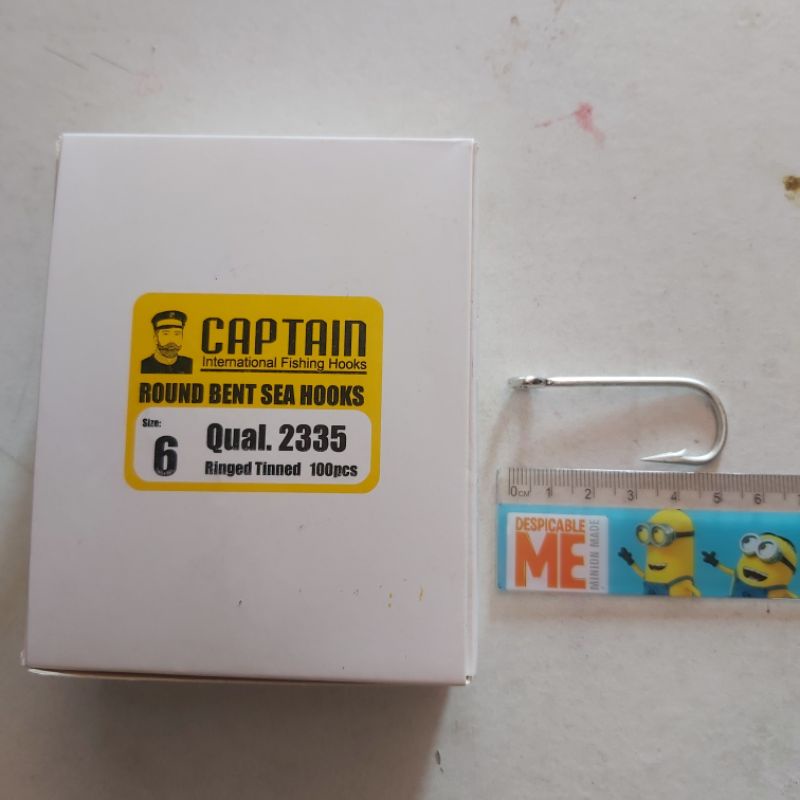 CAPTAIN
International Fishing Hooks
ROUND BENT SEA HOOKS
Size:
6
Qual. 2335
Ringed Tinned 100pcs
0CM 1 2 3 4 5 6
DESPICABLE
ME
MINION MADE